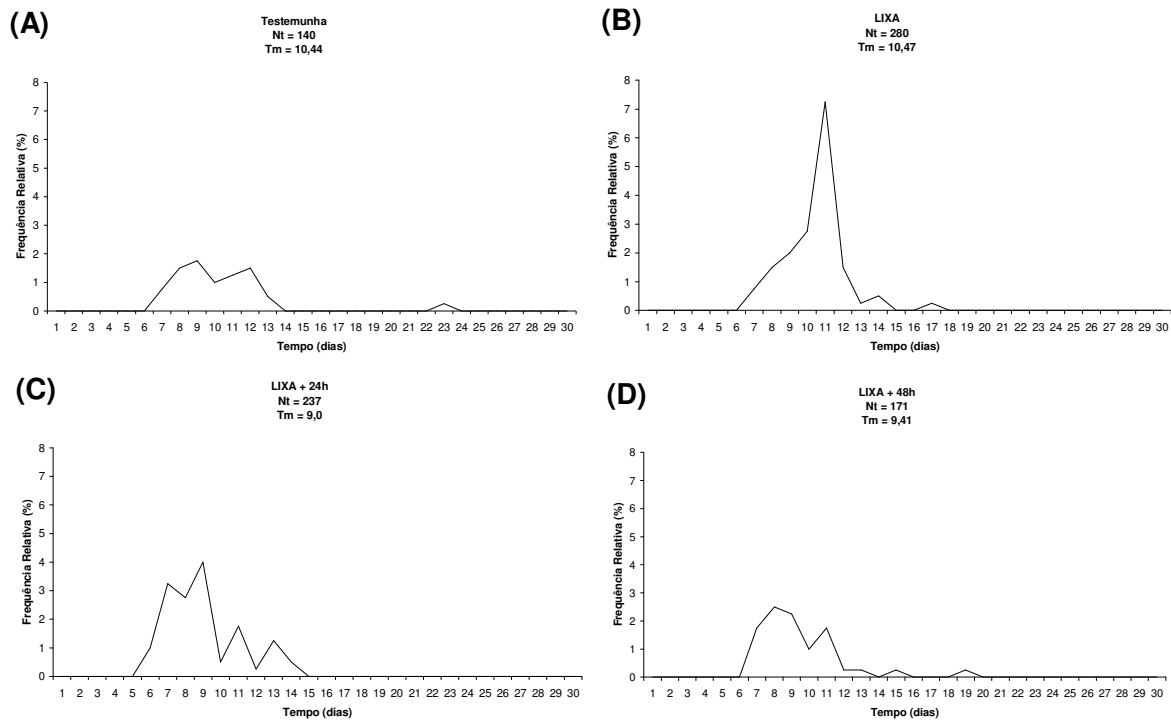 (A)
Testemunha
Nt = 140
Tm = 10,44
Frequência Relativa (%)
8
7
6
5
4
3
2
1
0
1 2 3 4 5 6 7 8 9 10 11 12 13 14 15 16 17 18 19 20 21 22 23 24 25 26 27 28 29 30
Tempo (dias)
(B)
LIXA
Nt = 280
Tm = 10,47
Frequência Relativa (%)
8
7
6
5
4
3
2
1
0
1 2 3 4 5 6 7 8 9 10 11 12 13 14 15 16 17 18 19 20 21 22 23 24 25 26 27 28 29 30
Tempo (dias)
(C)
LIXA + 24h
Nt = 237
Tm = 9,0
Frequência Relativa (%)
8
7
6
5
4
3
2
1
0
1 2 3 4 5 6 7 8 9 10 11 12 13 14 15 16 17 18 19 20 21 22 23 24 25 26 27 28 29 30
Tempo (dias)
(D)
LIXA + 48h
Nt = 171
Tm = 9,41
Frequência Relativa (%)
8
7
6
5
4
3
2
1
0
1 2 3 4 5 6 7 8 9 10 11 12 13 14 15 16 17 18 19 20 21 22 23 24 25 26 27 28 29 30
Tempo (dias)